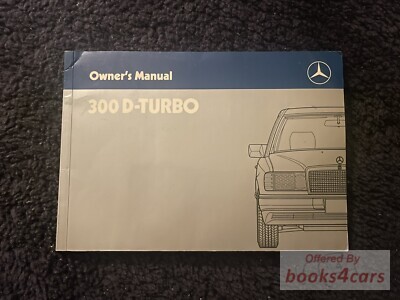 Owner's Manual
300 D-TURBO
Offered By
books4cars